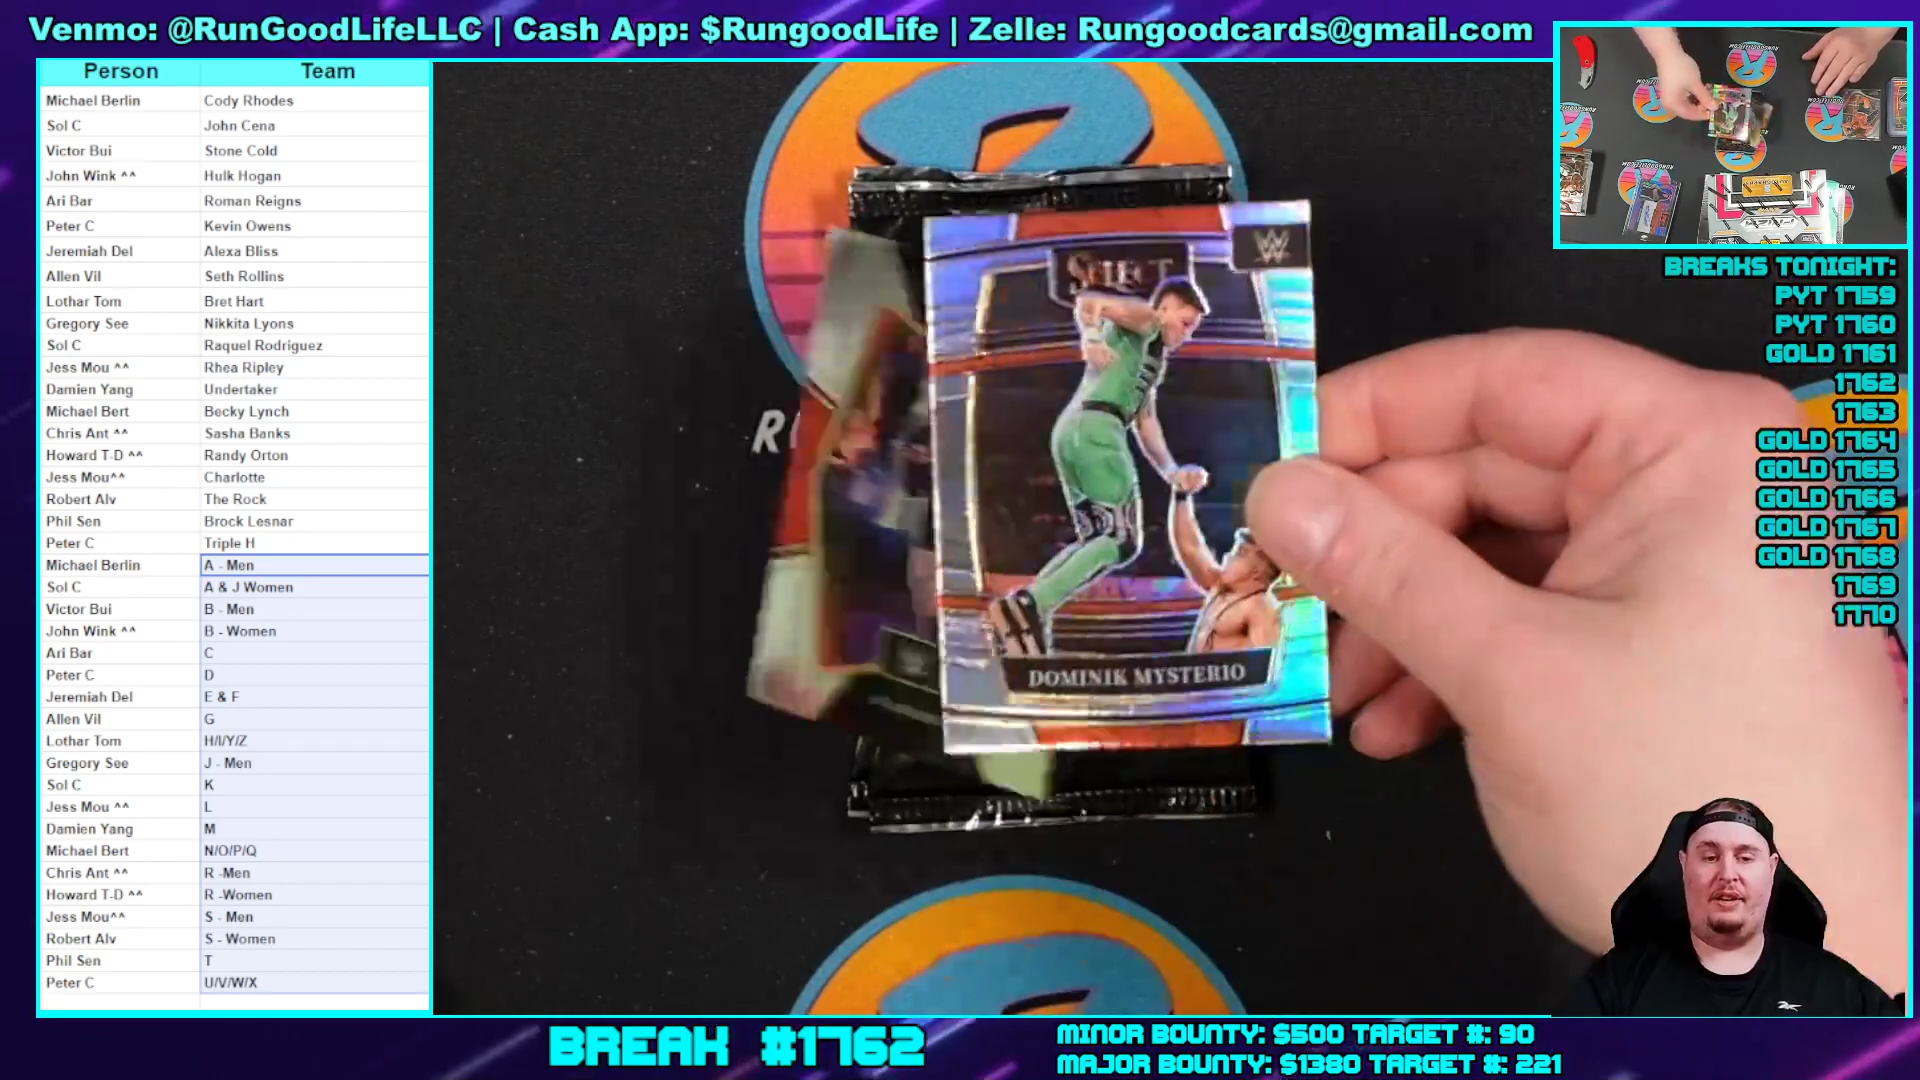 Venmo: @RunGoodLifeLLC | Cash App: $RungoodLife | Zelle: Rungoodcards@gmail.com
Person Team
Michael Berlin Cody Rhodes
Sol C John Cena
Victor Bui Stone Cold
John Wink ^^ Hulk Hogan
Ari Bar Roman Reigns
Peter C Kevin Owens
Jeremiah Del Alexa Bliss
Allen Vil Seth Rollins
Lothar Tom Bret Hart
Gregory See Nikkita Lyons
Sol C Raquel Rodriguez
Jess Mou ^^ Rhea Ripley
Damien Yang Undertaker
Michael Bert Becky Lynch
Chris Ant ^^ Sasha Banks
Howard T-D ^^ Randy Orton
Jess Mou^^ Charlotte
Robert Alv The Rock
Phil Sen Brock Lesnar
Peter C Triple H
Michael Berlin A - Men
Sol C A & J Women
Victor Bui B - Men
John Wink ^^ B - Women
Ari Bar C
Peter C D
Jeremiah Del E & F
Allen Vil G
Lothar Tom H/I/Y/Z
Gregory See J - Men
Sol C K
Jess Mou ^^ L
Damien Yang M
Michael Bert N/O/P/Q
Chris Ant ^^ R -Men
Howard T-D ^^ R -Women
Jess Mou^^ S - Men
Robert Alv S - Women
Phil Sen T
Peter C U/V/W/X
SELECT
W
DOMINIK MYSTERIO
BREAKS TONIGHT:
PYT 1759
PYT 1760
GOLD 1761
1762
1763
GOLD 1764
GOLD 1765
GOLD 1766
GOLD 1767
GOLD 1768
1769
1770
BREAK #1762
MINOR BOUNTY: $500 TARGET #: 90
MAJOR BOUNTY: $1380 TARGET #: 221